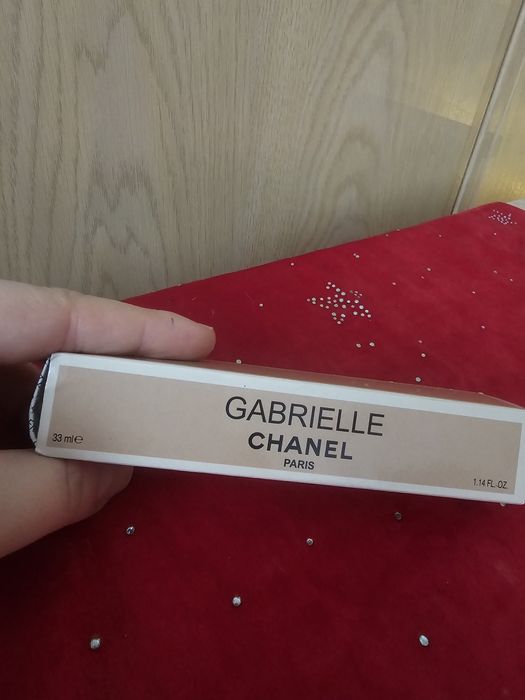 GABRIELLE
CHANEL
PARIS
33 ml℮
1.14 FL.OZ.